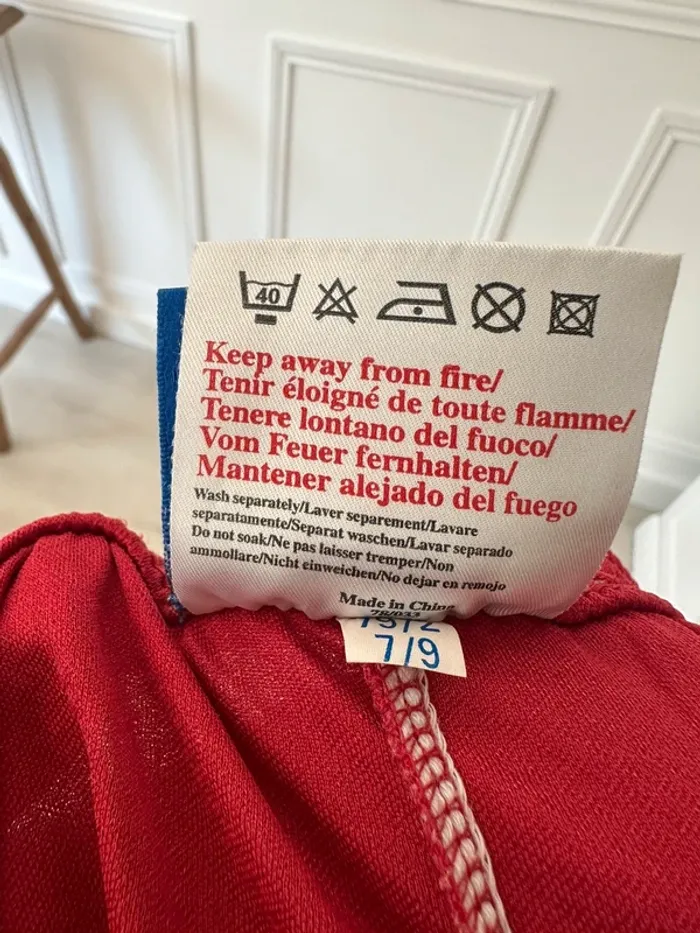 40
Keep away from fire/
Tenir éloigné de toute flamme/
Tenere lontano del fuoco/
Vom Feuer fernhalten/
Mantener alejado del fuego
Wash separately/Laver separement/Lavare
separatamente/Separat waschen/Lavar separado
Do not soak/Ne pas laisser tremper/Non
ammollare/Nicht einweichen/No dejar en remojo
Made in China
7/9